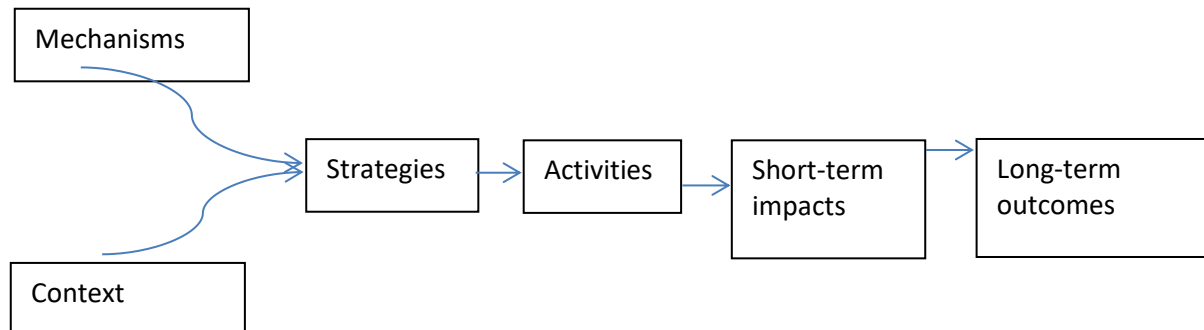 Mechanisms
Strategies
Activities
Short-term
impacts
Long-term
outcomes
Context